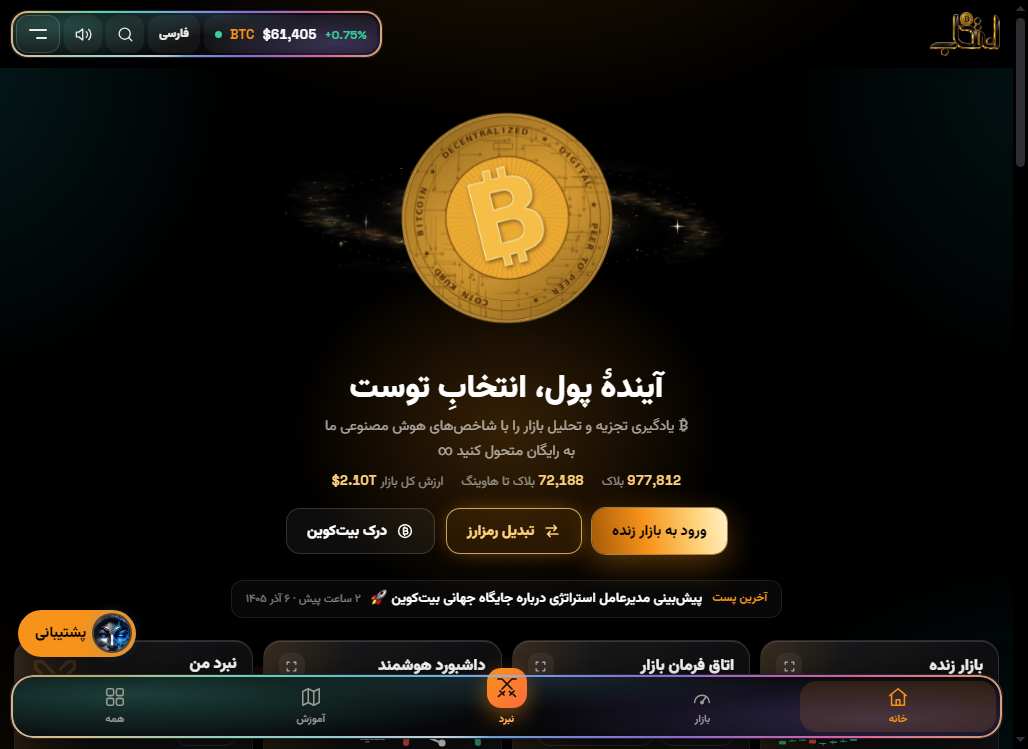 فارسی
BTC $61,405 +0.75%
DECENTRALIZED ★ DIGITAL ★ PEER TO PEER ★ COIN KURD ★ BITCOIN ★
آیندهٔ پول، انتخابِ توست
₿ یادگیری تجزیه و تحلیل بازار را با شاخص‌های هوش مصنوعی ما
به رایگان متحول کنید ∞
977,812 بلاک 72,188 بلاک تا هاوینگ ارزش کل بازار $2.10T
ورود به بازار زنده
تبدیل رمزارز
درک بیت‌کوین
آخرین پست پیش‌بینی مدیرعامل استراتژی درباره جایگاه جهانی بیت‌کوین 🚀 ۲ ساعت پیش · ۶ آذر ۱۴۰۵
پشتیبانی
بازار زنده
اتاق فرمان بازار
داشبورد هوشمند
نبرد من
خانه
بازار
نبرد
آموزش
همه